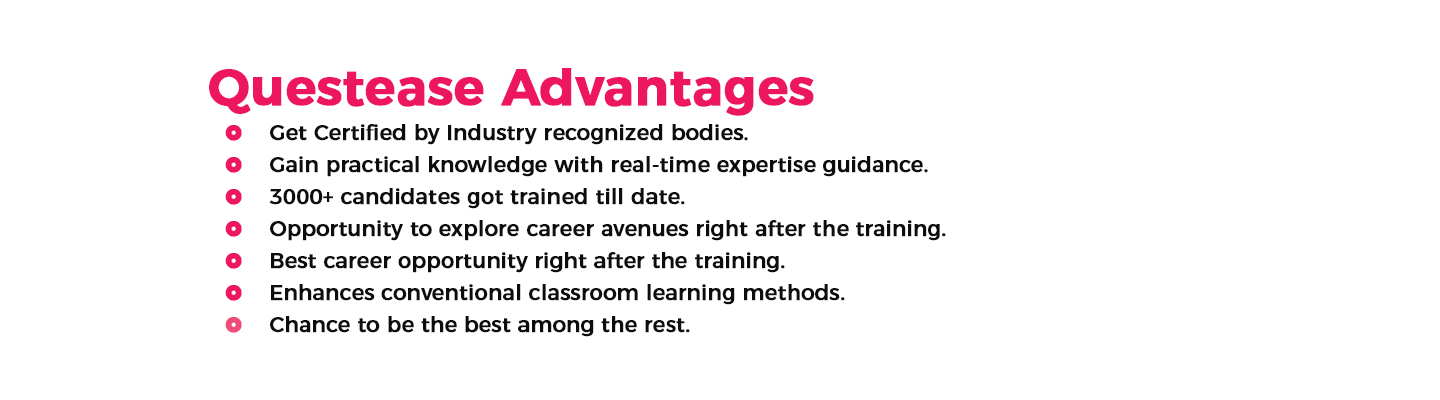 Questease Advantages
Get Certified by Industry recognized bodies.
Gain practical knowledge with real-time expertise guidance.
3000+ candidates got trained till date.
Opportunity to explore career avenues right after the training.
Best career opportunity right after the training.
Enhances conventional classroom learning methods.
Chance to be the best among the rest.